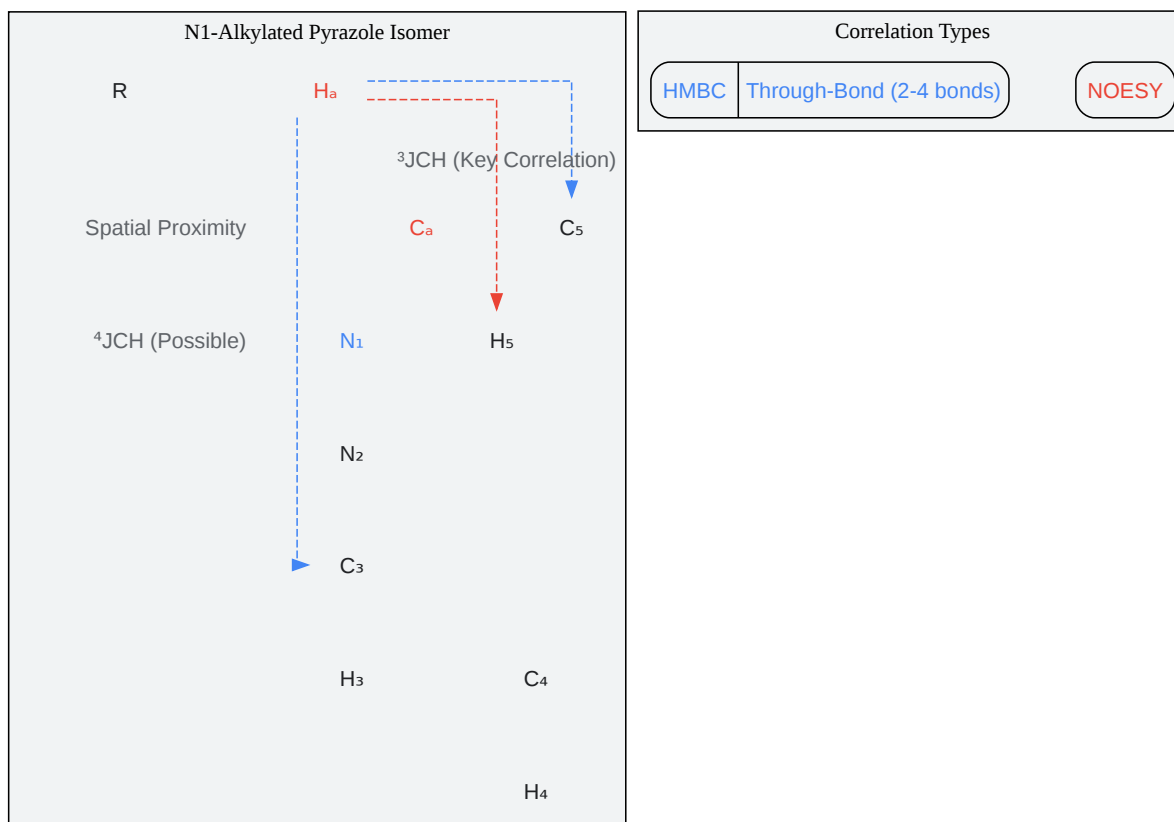 N1-Alkylated Pyrazole Isomer
R
Hₐ
³JCH (Key Correlation)
Spatial Proximity
Cₐ
C₅
⁴JCH (Possible)
N₁
H₅
N₂
C₃
H₃
C₄
H₄
Correlation Types
HMBC
Through-Bond (2-4 bonds)
NOESY